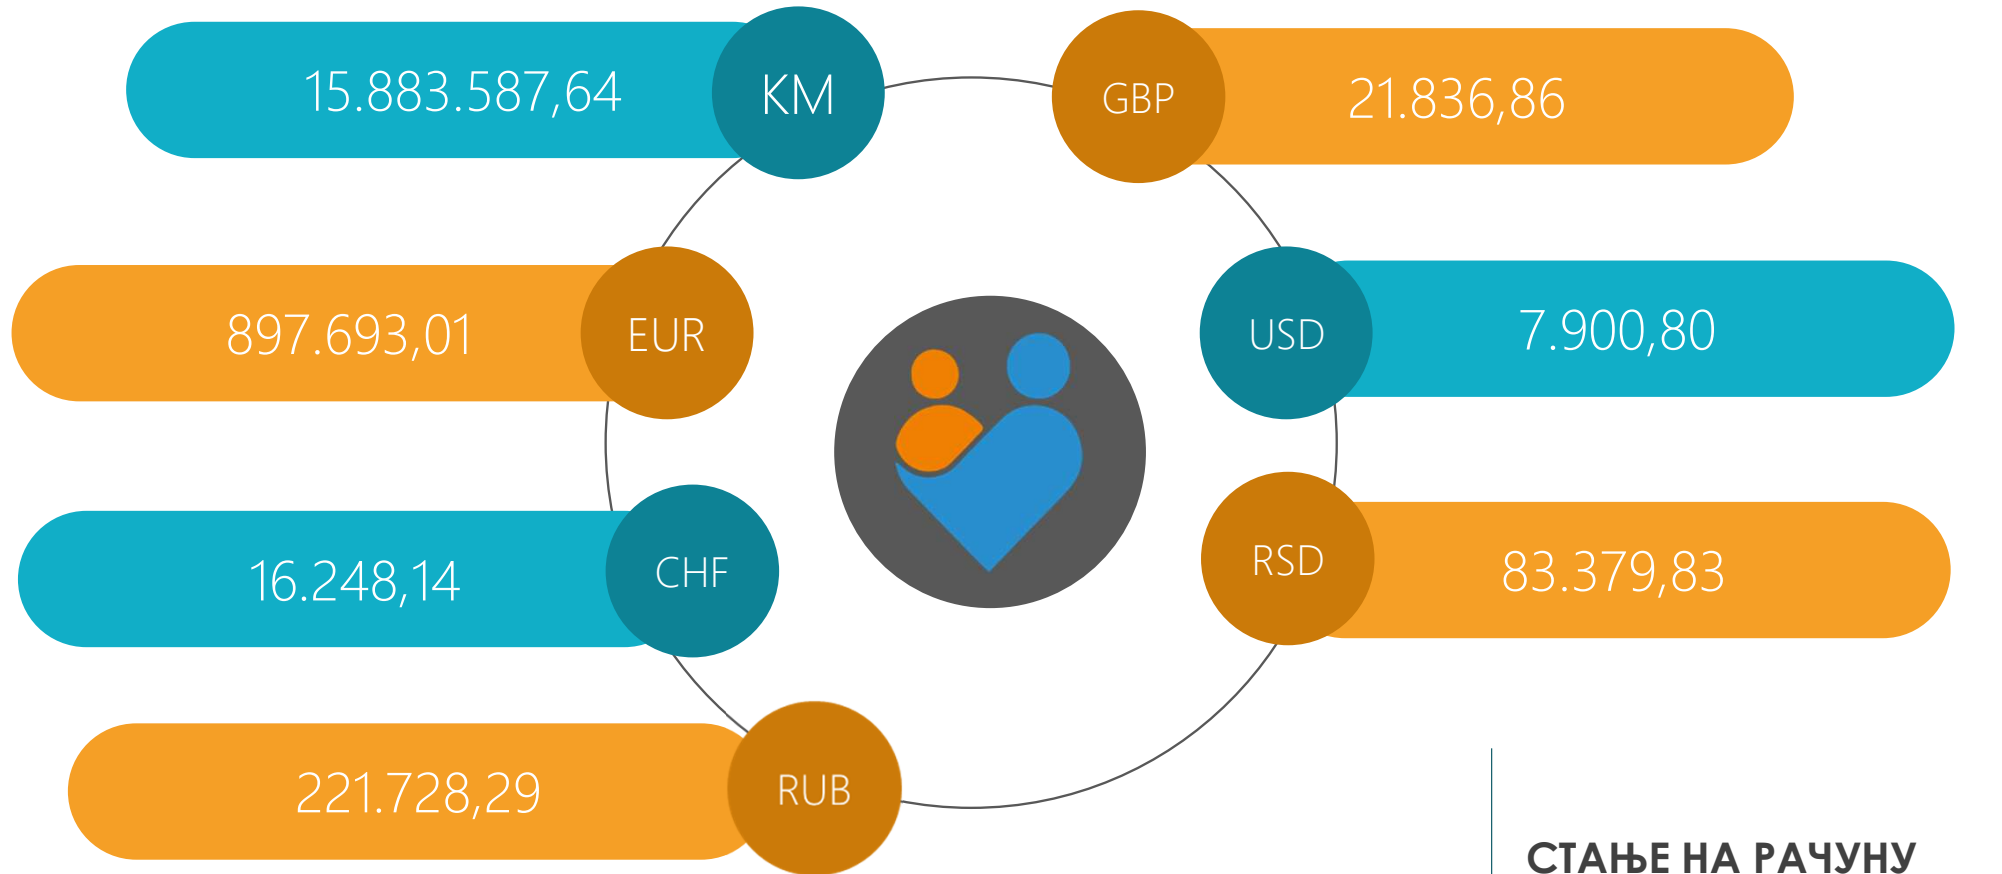 15.883.587,64 KM
GBP 21.836,86
897.693,01 EUR
USD 7.900,80
16.248,14 CHF
RSD 83.379,83
221.728,29 RUB
СТАЊЕ НА РАЧУНУ